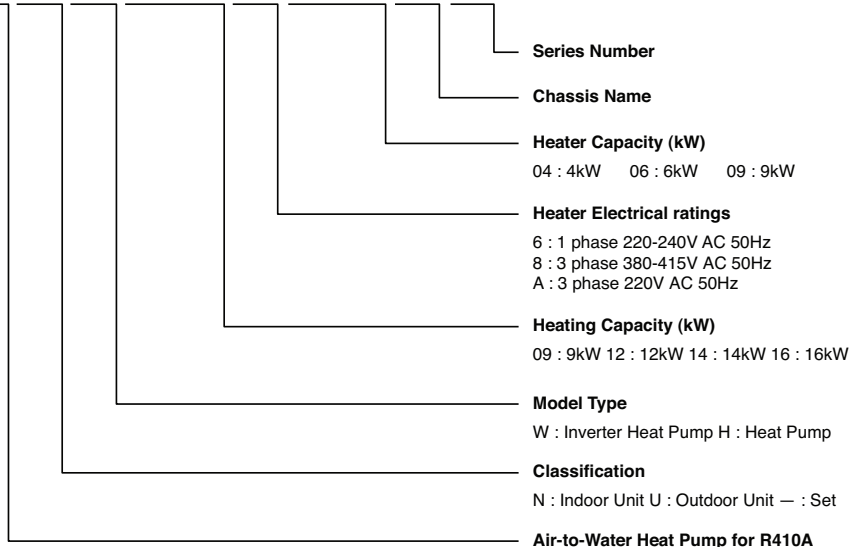 Series Number
Chassis Name
Heater Capacity (kW)
04 : 4kW 06 : 6kW 09 : 9kW
Heater Electrical ratings
6 : 1 phase 220-240V AC 50Hz
8 : 3 phase 380-415V AC 50Hz
A : 3 phase 220V AC 50Hz
Heating Capacity (kW)
09 : 9kW 12 : 12kW 14 : 14kW 16 : 16kW
Model Type
W : Inverter Heat Pump H : Heat Pump
Classification
N : Indoor Unit U : Outdoor Unit — : Set
Air-to-Water Heat Pump for R410A